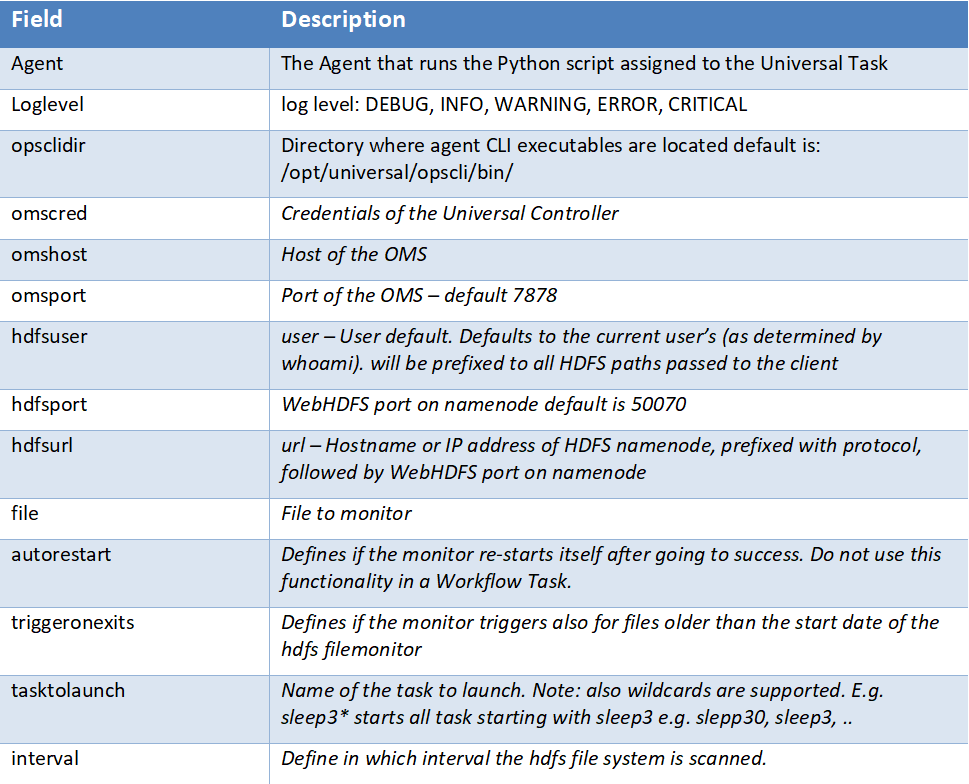 Field Description
Agent The Agent that runs the Python script assigned to the Universal Task
Loglevel log level: DEBUG, INFO, WARNING, ERROR, CRITICAL
opsclidir Directory where agent CLI executables are located default is:
/opt/universal/opscli/bin/
omscred Credentials of the Universal Controller
omshost Host of the OMS
omsport Port of the OMS – default 7878
hdfsuser user – User default. Defaults to the current user’s (as determined by
whoami). will be prefixed to all HDFS paths passed to the client
hdfsport WebHDFS port on namenode default is 50070
hdfsurl url – Hostname or IP address of HDFS namenode, prefixed with protocol,
followed by WebHDFS port on namenode
file File to monitor
autorestart Defines if the monitor re-starts itself after going to success. Do not use this
functionality in a Workflow Task.
triggeronexits Defines if the monitor triggers also for files older than the start date of the
hdfs filemonitor
tasktolaunch Name of the task to launch. Note: also wildcards are supported. E.g.
sleep3* starts all task starting with sleep3 e.g. slepp30, sleep3, ..
interval Define in which interval the hdfs file system is scanned.